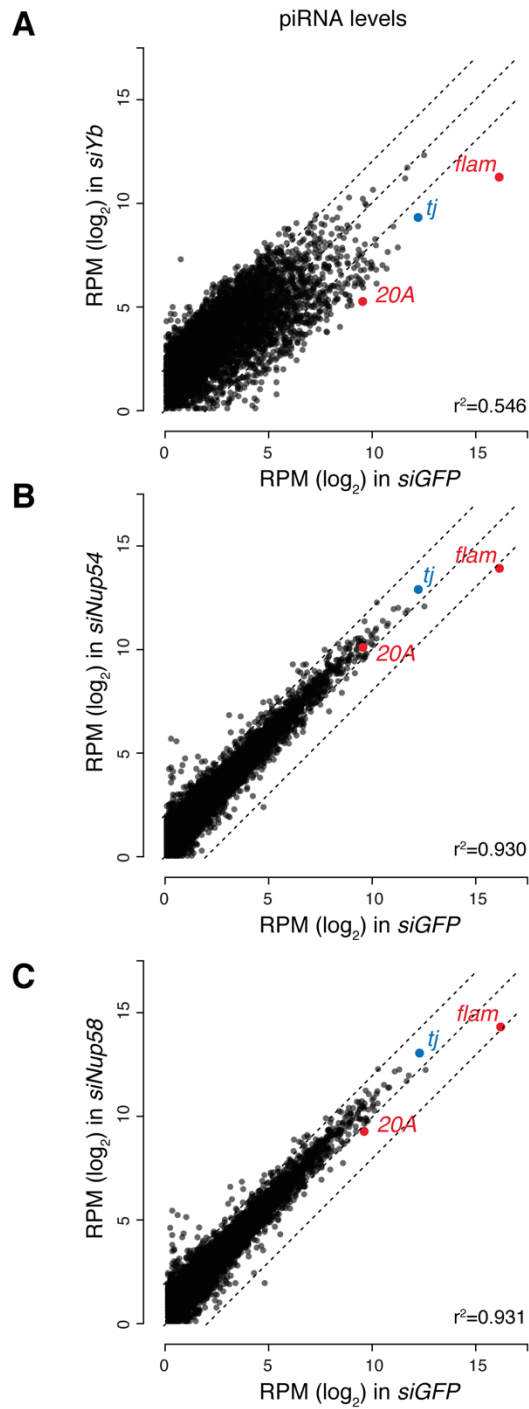 A
piRNA levels
RPM (log2) in siYb
15
10
5
0
flam
tj
20A
r2=0.546
0 5 10 15
RPM (log2) in siGFP
B
RPM (log2) in siNup54
15
10
5
0
tj
flam
20A
r2=0.930
0 5 10 15
RPM (log2) in siGFP
C
RPM (log2) in siNup58
15
10
5
0
tj
flam
20A
r2=0.931
0 5 10 15
RPM (log2) in siGFP